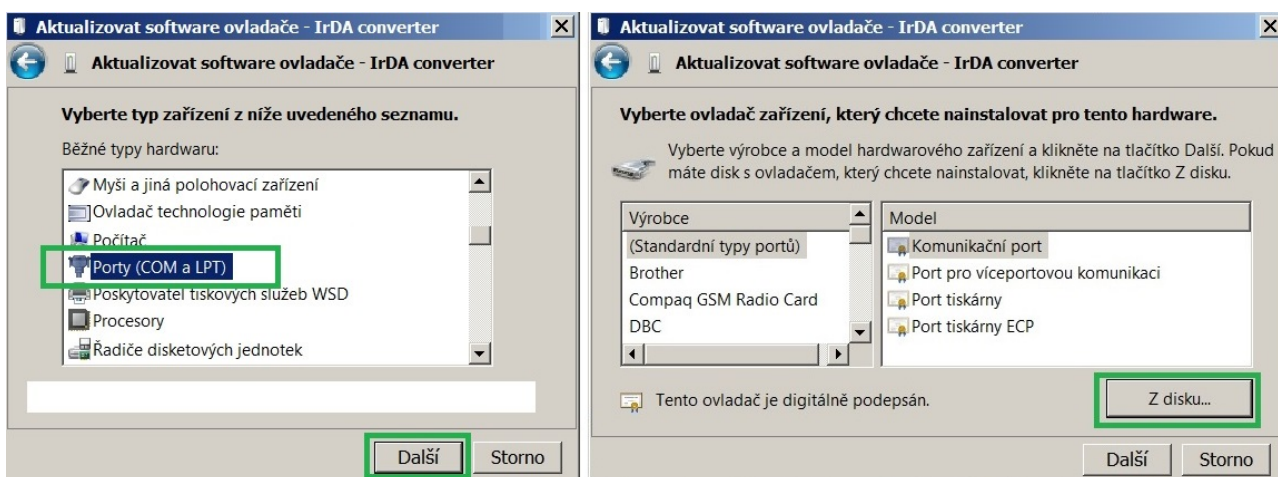 Aktualizovat software ovladače - IrDA converter
Aktualizovat software ovladače - IrDA converter
Vyberte typ zařízení z níže uvedeného seznamu.
Běžné typy hardwaru:
Myši a jiná polohovací zařízení
Ovladač technologie paměti
Počítač
Porty (COM a LPT)
Poskytovatel tiskových služeb WSD
Procesory
Řadiče disketových jednotek
Další
Storno
Aktualizovat software ovladače - IrDA converter
Aktualizovat software ovladače - IrDA converter
Vyberte ovladač zařízení, který chcete nainstalovat pro tento hardware.
Vyberte výrobce a model hardwarového zařízení a klikněte na tlačítko Další. Pokud
máte disk s ovladačem, který chcete nainstalovat, klikněte na tlačítko Z disku.
Výrobce
(Standardní typy portů)
Brother
Compaq GSM Radio Card
DBC
Model
Komunikační port
Port pro víceportovou komunikaci
Port tiskárny
Port tiskárny ECP
Tento ovladač je digitálně podepsán.
Z disku...
Další
Storno